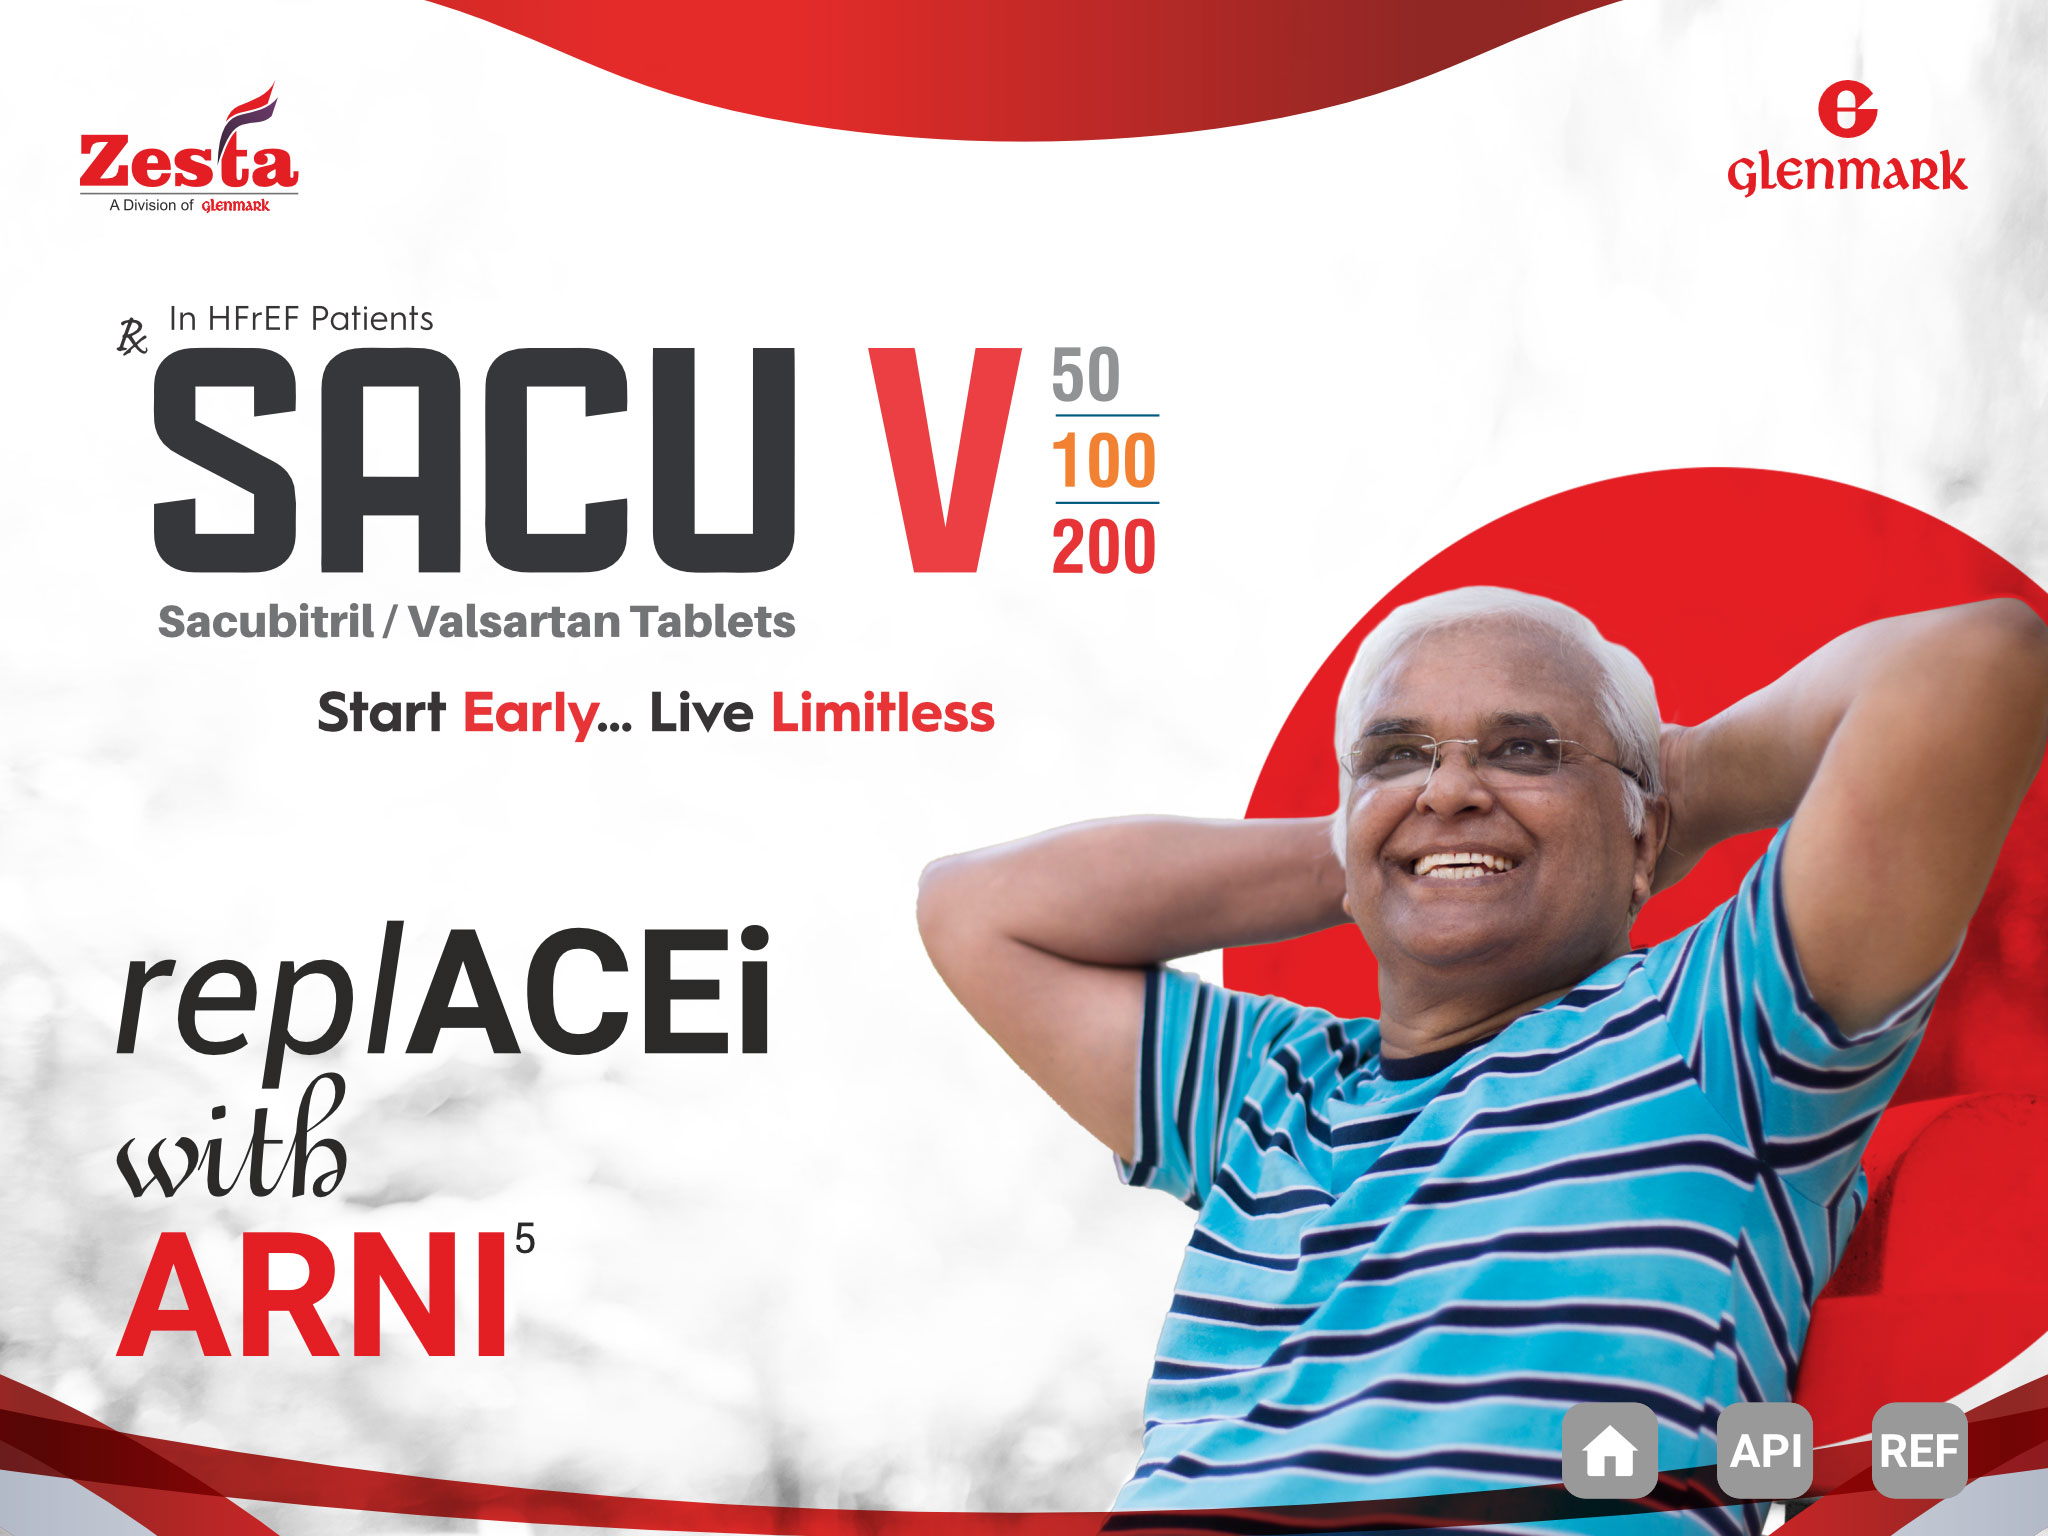 Zesta
A Division of glenmark
glenmark
Rx In HFrEF Patients
SACU V
50
100
200
Sacubitril / Valsartan Tablets
Start Early... Live Limitless
replACEi
with
ARNI5
API
REF